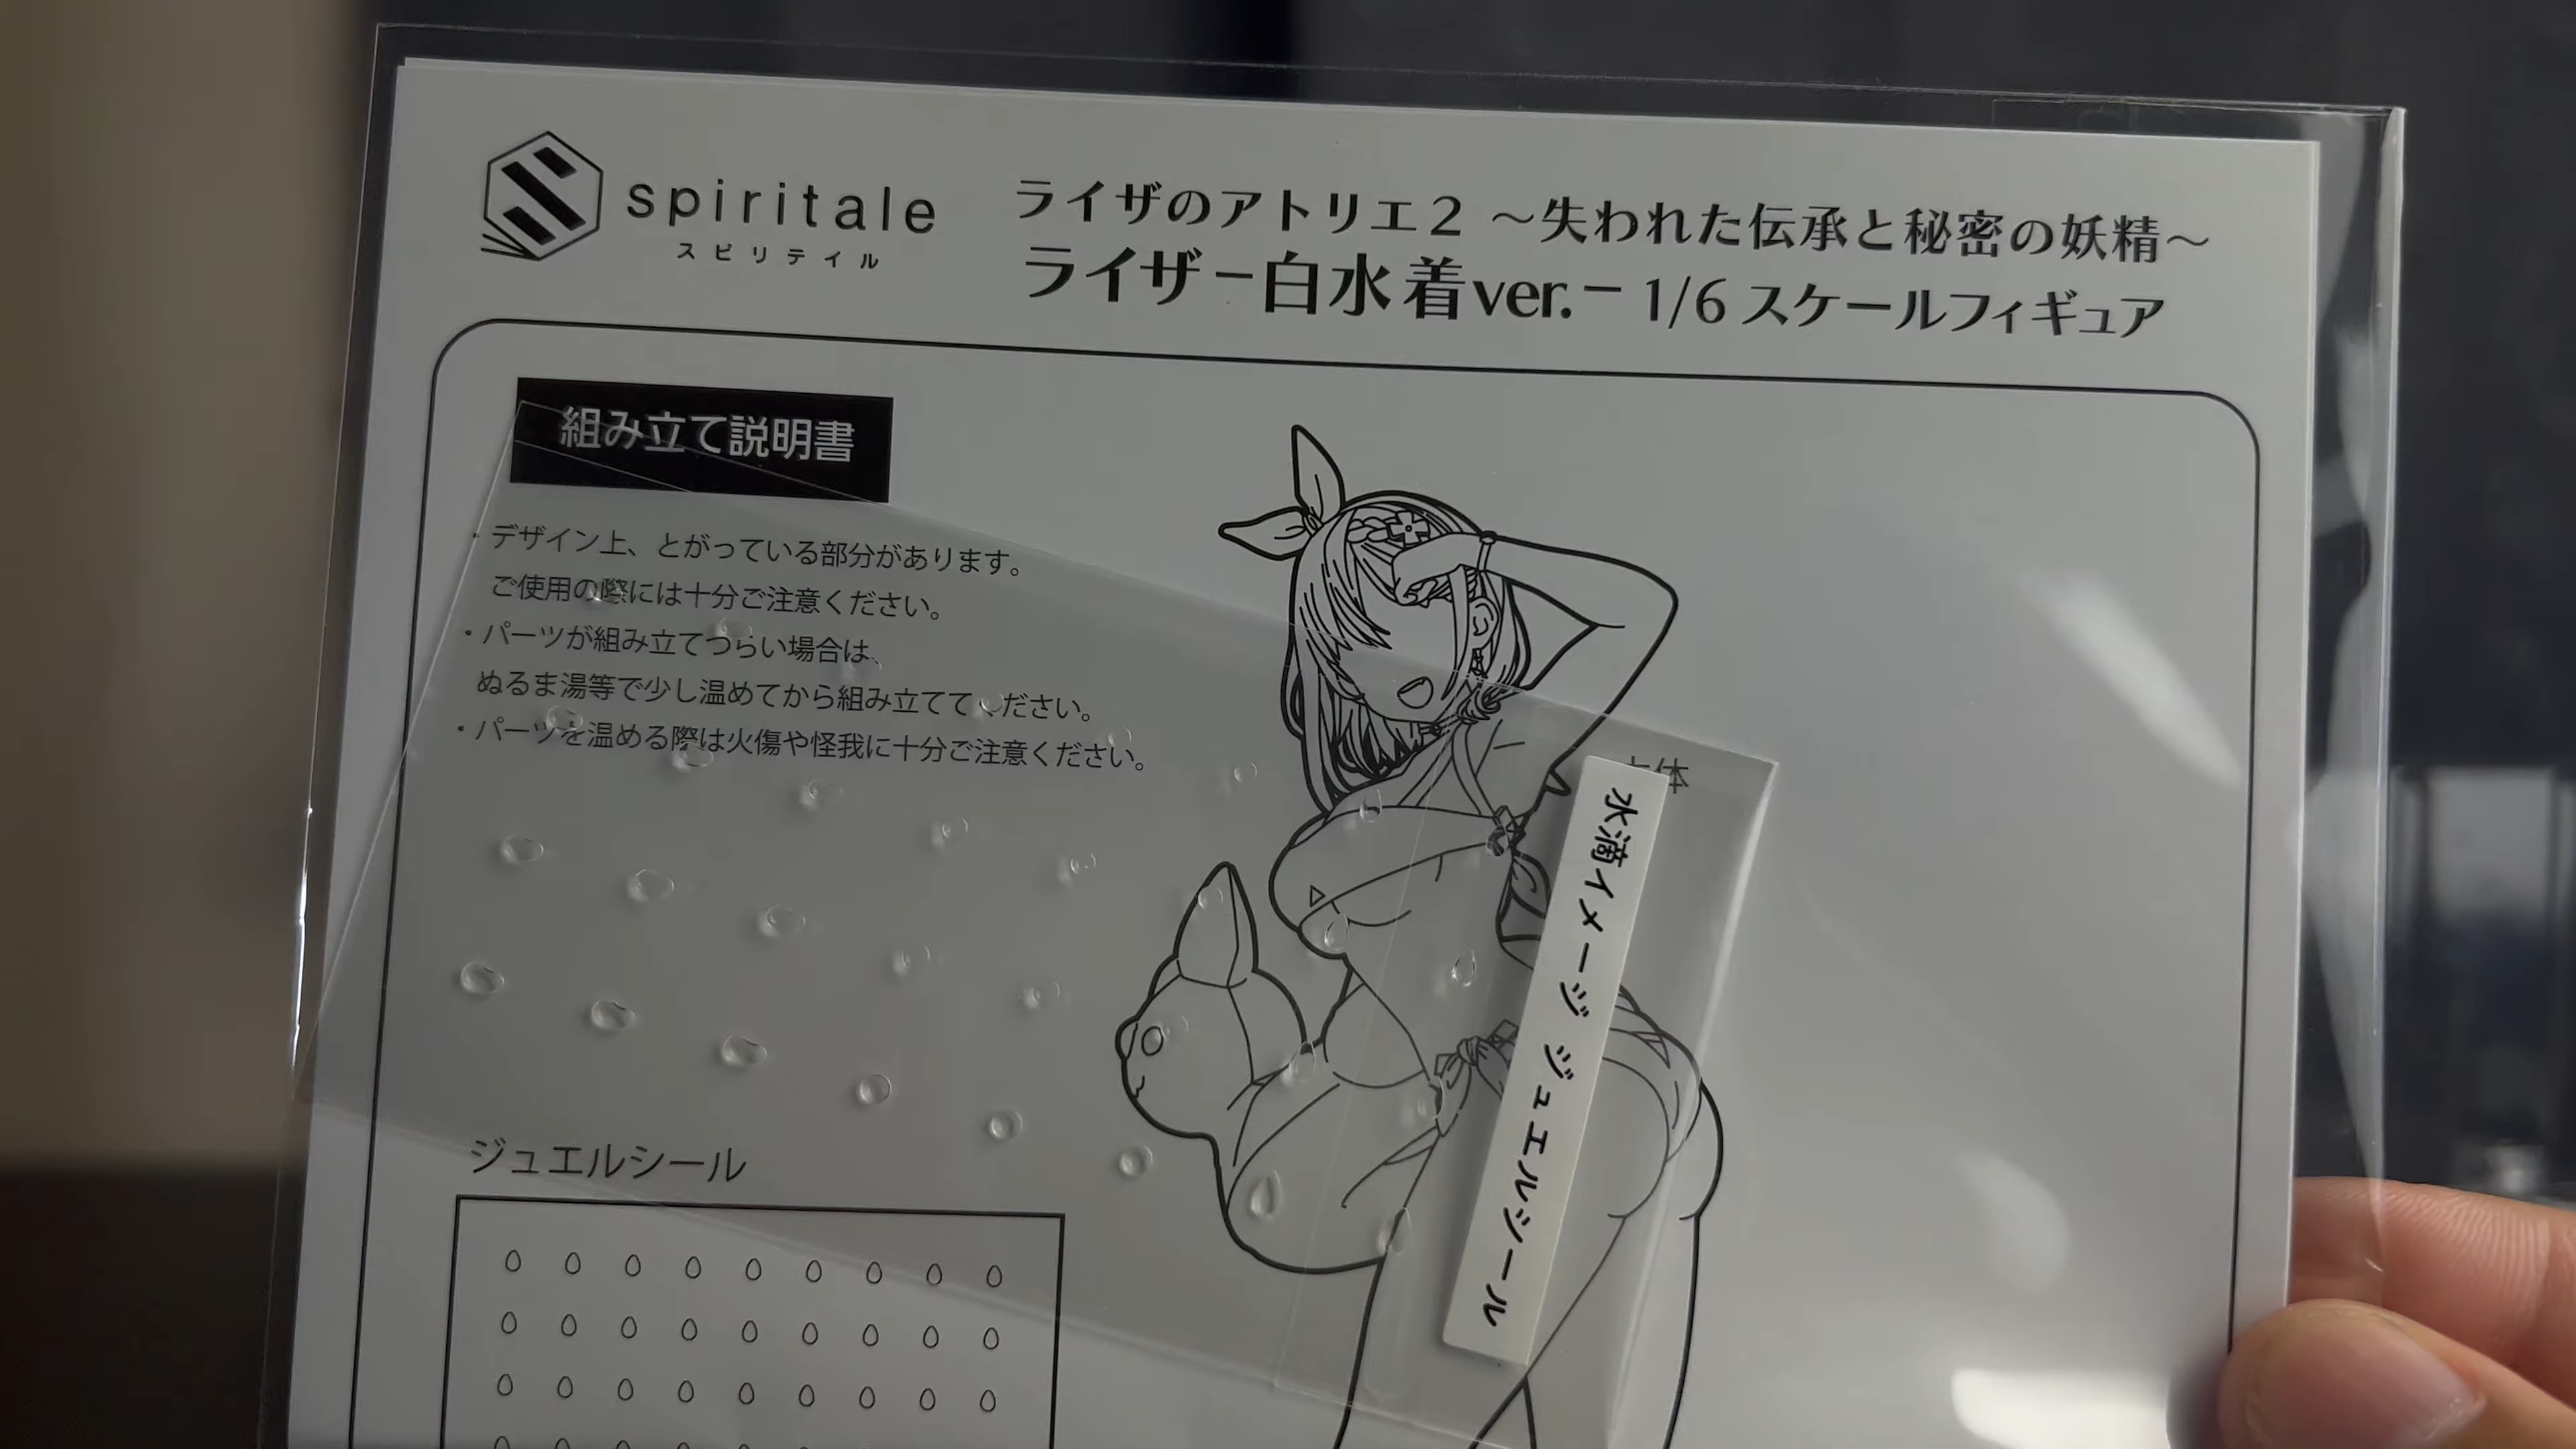 spiritale
スピリテイル
ライザのアトリエ2 ～失われた伝承と秘密の妖精～
ライザ－白水着ver.－ 1/6 スケールフィギュア
組み立て説明書
・デザイン上、とがっている部分があります。
ご使用の際には十分ご注意ください。
・パーツが組み立てづらい場合は、
ぬるま湯等で少し温めてから組み立ててください。
・パーツを温める際は火傷や怪我に十分ご注意ください。
体
水滴イメージ ジュエルシール
ジュエルシール